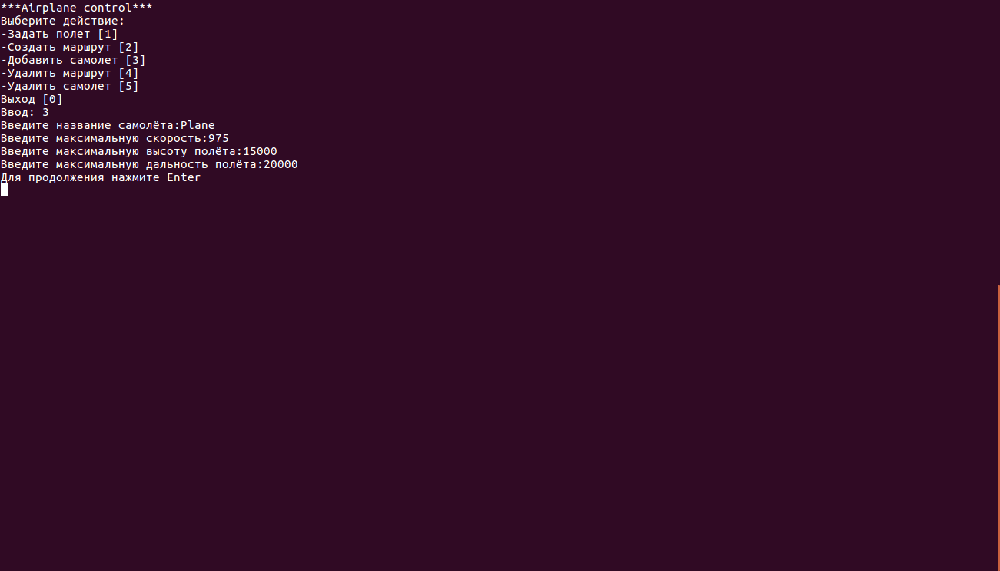 ***Airplane control***
Выберите действие:
-Задать полет [1]
-Создать маршрут [2]
-Добавить самолет [3]
-Удалить маршрут [4]
-Удалить самолет [5]
Выход [0]
Ввод: 3
Введите название самолёта:Plane
Введите максимальную скорость:975
Введите максимальную высоту полёта:15000
Введите максимальную дальность полёта:20000
Для продолжения нажмите Enter